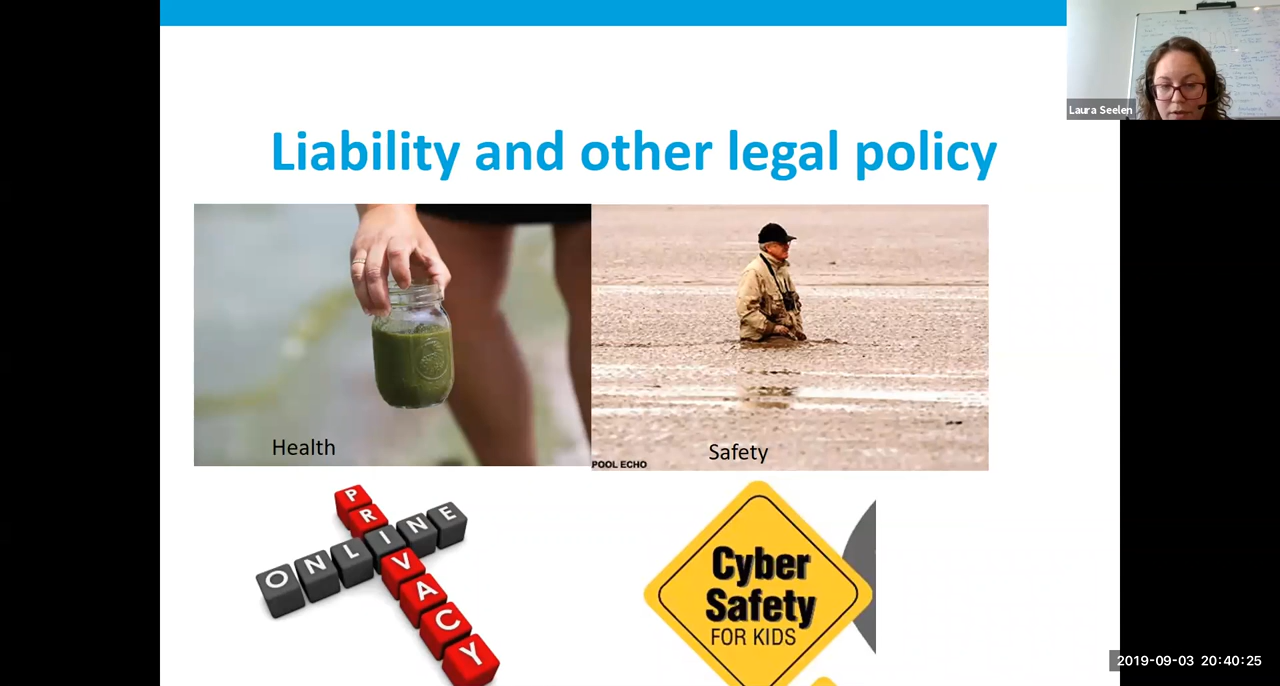 Laura Seelen
Liability and other legal policy
Health
Safety
POOL ECHO
PRIVACY
ONLINE
Cyber
Safety
FOR KIDS
2019-09-03 20:40:25